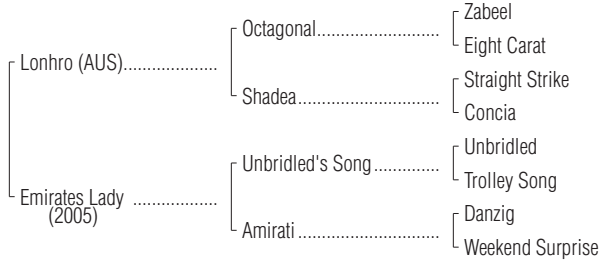 Zabeel
Octagonal
Eight Carat
Lonhro (AUS)
Straight Strike
Shadea
Concia
Unbridled
Unbridled's Song
Trolley Song
Emirates Lady
(2005)
Danzig
Amirati
Weekend Surprise